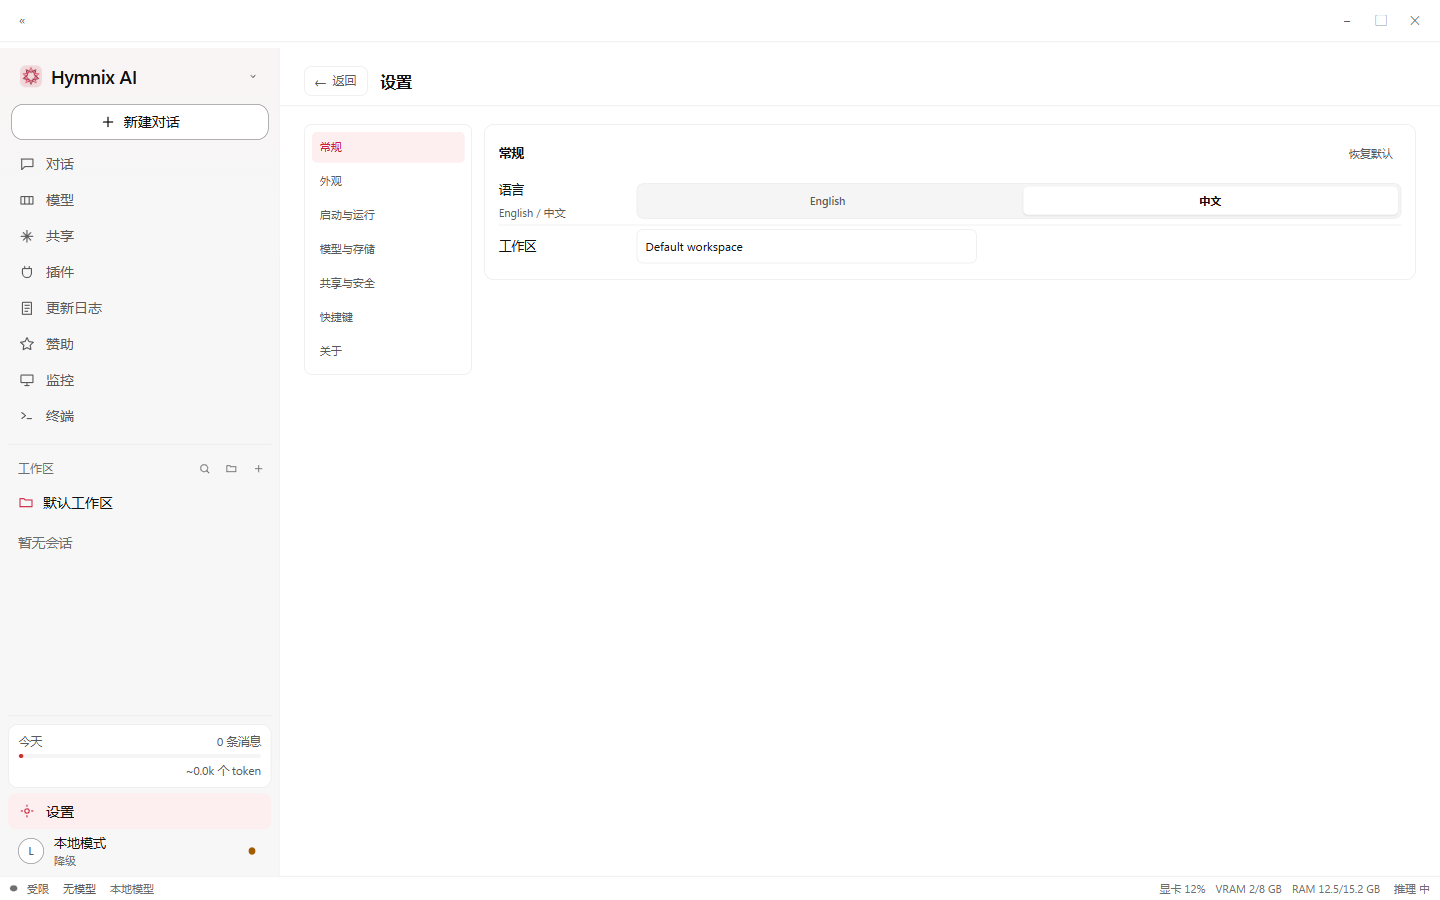 «
Hymnix AI
新建对话
对话
模型
共享
插件
更新日志
赞助
监控
终端
工作区
默认工作区
暂无会话
今天 0 条消息
~0.0k 个 token
设置
L
本地模式
降级
← 返回
设置
常规
外观
启动与运行
模型与存储
共享与安全
快捷键
关于
常规 恢复默认
语言
English / 中文
English 中文
工作区 Default workspace
受限 无模型 本地模型 显卡 12% VRAM 2/8 GB RAM 12.5/15.2 GB 推理 中